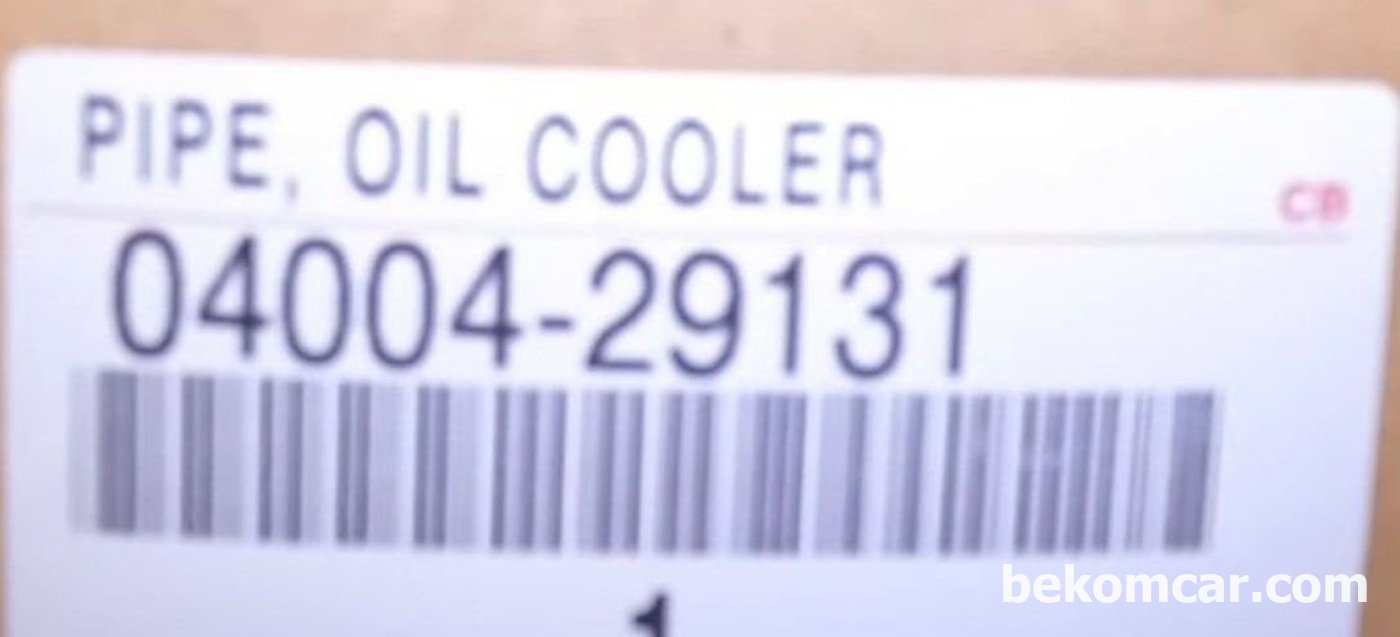 PIPE, OIL COOLER
CB
04004-29131
1
bekomcar.com